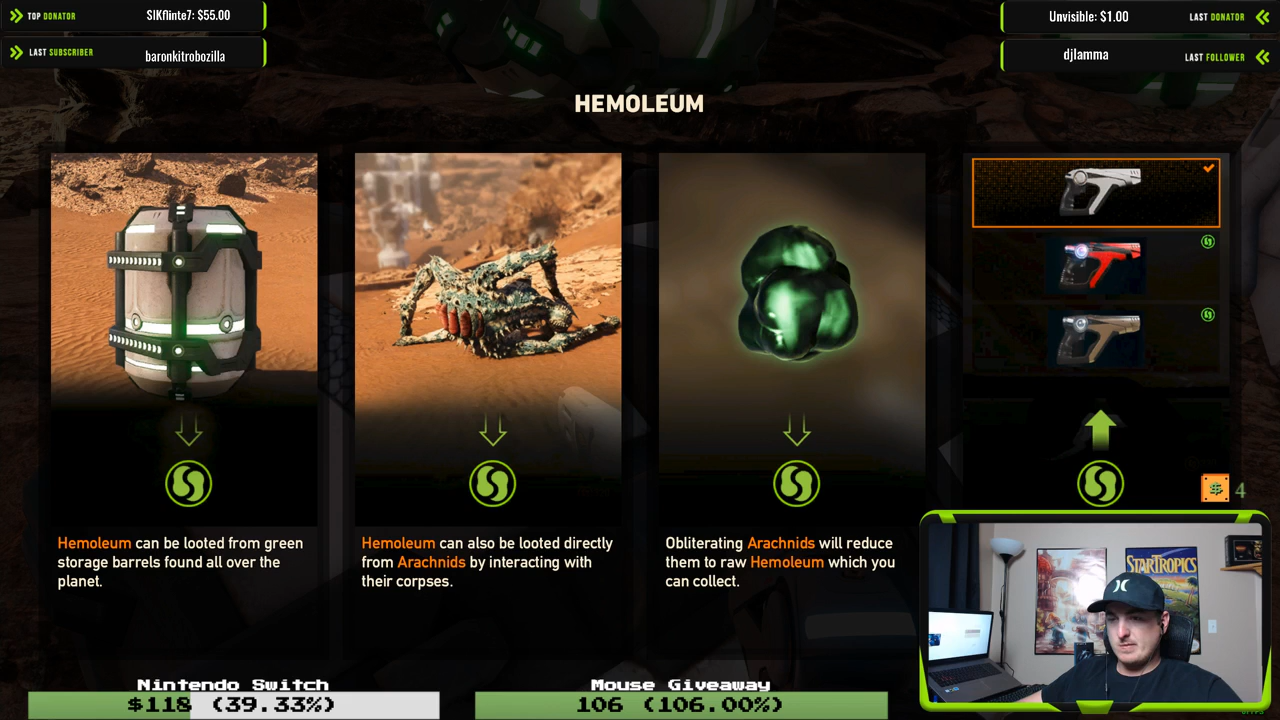 TOP DONATOR
SIKflinte7: $55.00
LAST SUBSCRIBER
baronkitrobozilla
Unvisible: $1.00
LAST DONATOR
djlamma
LAST FOLLOWER
HEMOLEUM
Hemoleum can be looted from green
storage barrels found all over the
planet.
Hemoleum can also be looted directly
from Arachnids by interacting with
their corpses.
Obliterating Arachnids will reduce
them to raw Hemoleum which you
can collect.
4
STARTROPICS
Nintendo Switch
$118 (39.33%)
Mouse Giveaway
106 (106.00%)